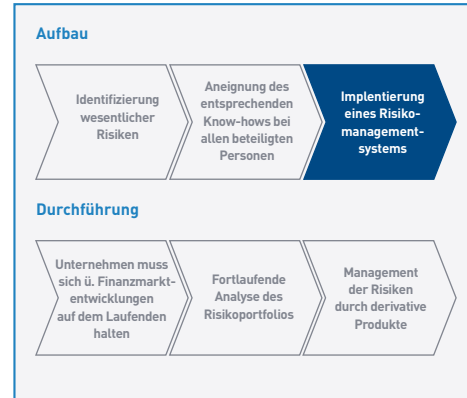 Aufbau
Identifizierung
wesentlicher
Risiken
Aneignung des
entsprechenden
Know-hows bei
allen beteiligten
Personen
Implentierung
eines Risiko-
management-
systems
Durchführung
Unternehmen muss
sich ü. Finanzmarkt-
entwicklungen
auf dem Laufenden
halten
Fortlaufende
Analyse des
Risikoportfolios
Management
der Risiken
durch derivative
Produkte